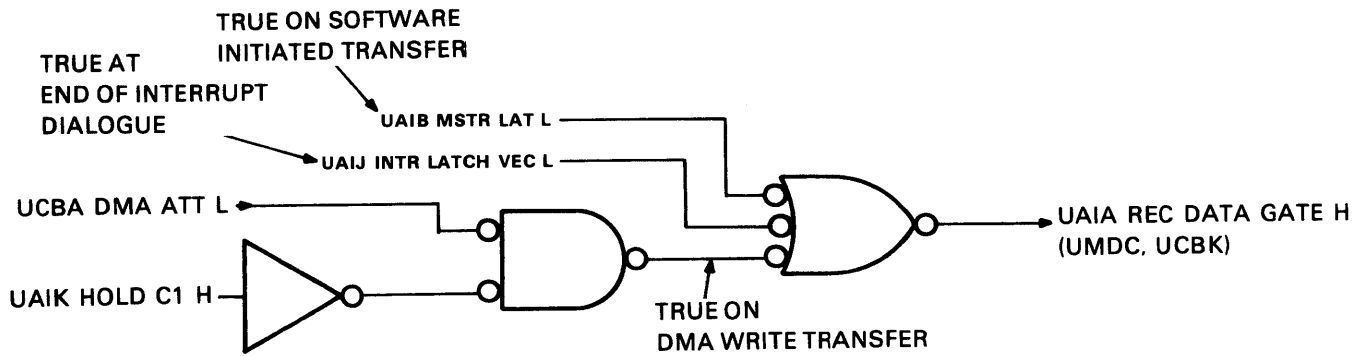 TRUE ON SOFTWARE
INITIATED TRANSFER
TRUE AT
END OF INTERRUPT
DIALOGUE
UAIB MSTR LAT L
UAIJ INTR LATCH VEC L
UCBA DMA ATT L
UAIK HOLD C1 H
UAIA REC DATA GATE H
(UMDC, UCBK)
TRUE ON
DMA WRITE TRANSFER